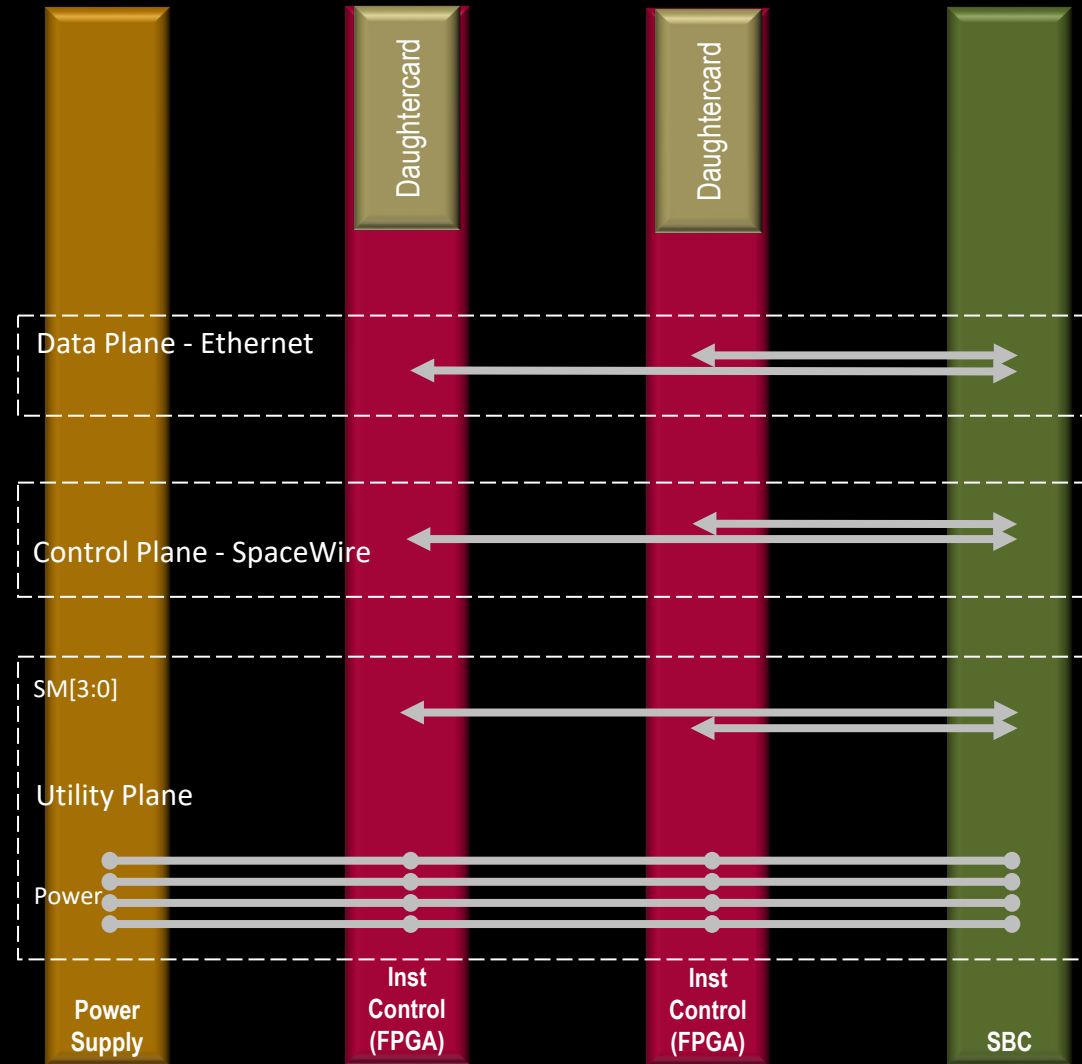 Daughtercard
Daughtercard
Data Plane - Ethernet
Control Plane - SpaceWire
SM[3:0]
Utility Plane
Power
Power
Supply
Inst
Control
(FPGA)
Inst
Control
(FPGA)
SBC